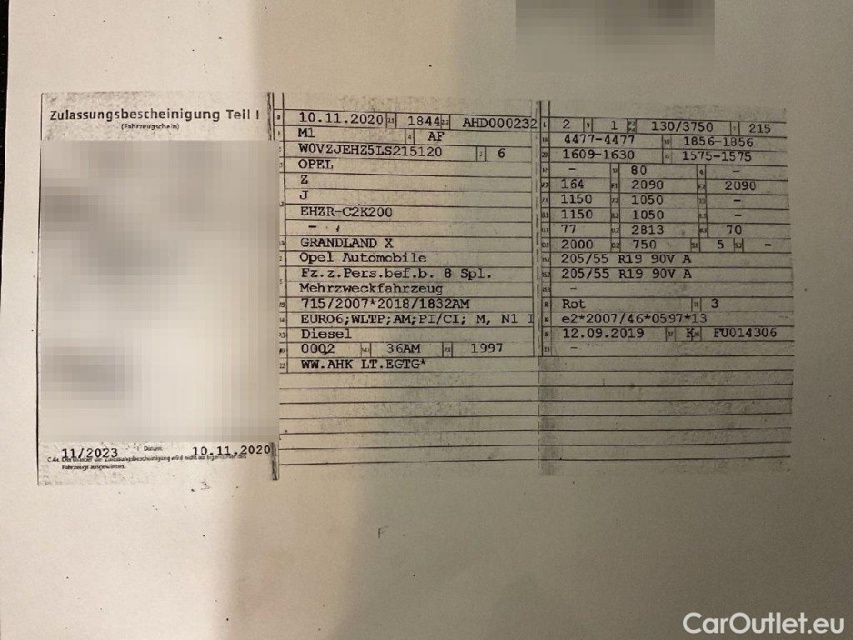 Zulassungsbescheinigung Teil I
(Fahrzeugschein)
11/2023 Datum 10.11.2020
10.11.2020 1844 AHD000232
M1 AF
W0VZJEHZ5LS215120 6
OPEL
Z
J
EHZR-C2K200
-
GRANDLAND X
Opel Automobile
Fz.z.Pers.bef.b. 8 Spl.
Mehrzweckfahrzeug
715/2007*2018/1832AM
EURO6;WLTP;AM;PI/CI; M, N1 I
Diesel
00Q2 36AM 1997
WW.AHK LT.EGTG*
2 1 130/3750 215
4477-4477 1856-1856
1609-1630 1575-1575
- 80 -
164 2090 2090
1150 1050 -
1150 1050 -
77 2813 70
2000 750 5 -
205/55 R19 90V A
205/55 R19 90V A
-
Rot 3
e2*2007/46*0597*13
12.09.2019 K FU014306
-
CarOutlet.eu